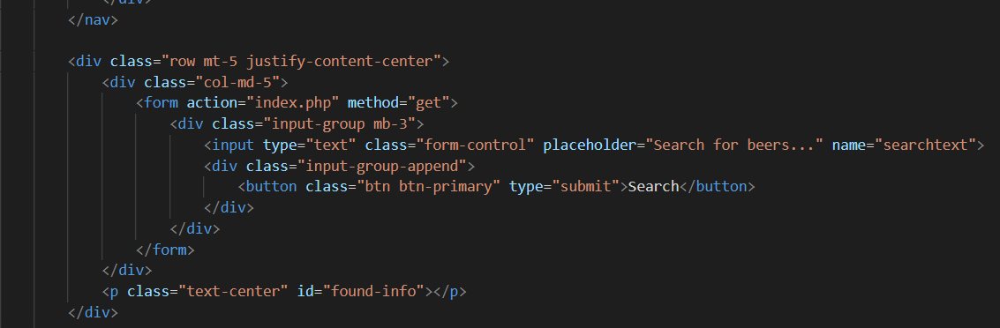 </div>
</nav>
<div class="row mt-5 justify-content-center">
<div class="col-md-5">
<form action="index.php" method="get">
<div class="input-group mb-3">
<input type="text" class="form-control" placeholder="Search for beers..." name="searchtext">
<div class="input-group-append">
<button class="btn btn-primary" type="submit">Search</button>
</div>
</div>
</form>
</div>
<p class="text-center" id="found-info"></p>
</div>